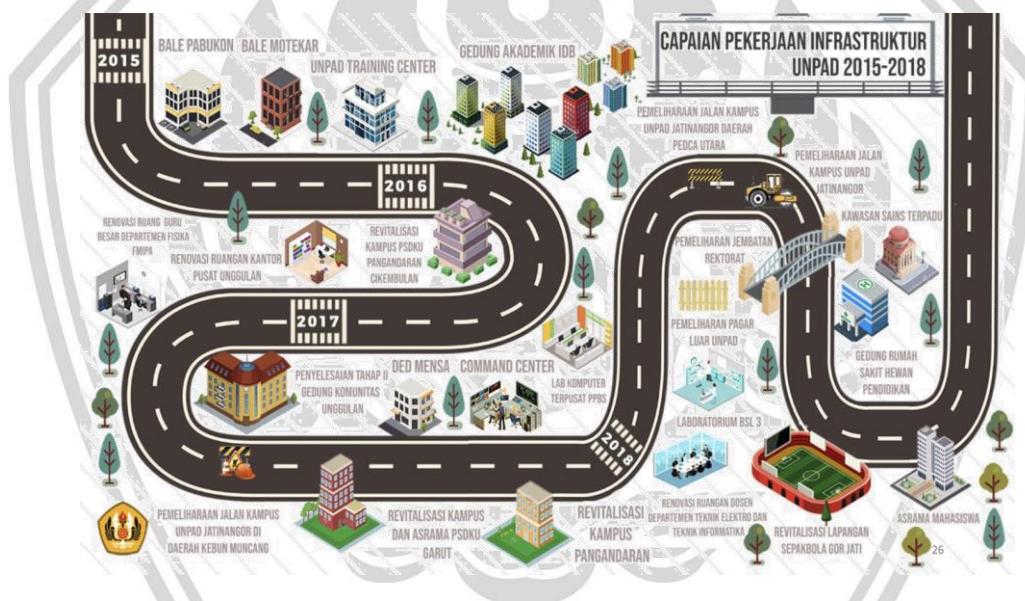 CAPAIAN PEKERJAAN INFRASTRUKTUR
UNPAD 2015-2018
2015
BALE PABUKON
BALE MOTEKAR
UNPAD TRAINING CENTER
GEDUNG AKADEMIK IDB
2016
RENOVASI RUANG GURU
BESAR DEPARTEMEN FISIKA
FMIPA
RENOVASI RUANGAN KANTOR
PUSAT UNGGULAN
REVITALISASI
KAMPUS PSDKU
PANGANDARAN
CIKEMBULAN
2017
PENYELESAIAN TAHAP II
GEDUNG KOMUNITAS
UNGGULAN
DED MENSA
COMMAND CENTER
LAB KOMPUTER
TERPUSAT PPBS
PEMELIHARAAN JALAN KAMPUS
UNPAD JATINANGOR DI
DAERAH KEBUN MUNCANG
REVITALISASI KAMPUS
DAN ASRAMA PSDKU
GARUT
REVITALISASI
KAMPUS
PANGANDARAN
2018
RENOVASI RUANGAN DOSEN
DEPARTEMEN TEKNIK ELEKTRO DAN
TEKNIK INFORMATIKA
LABORATORIUM BSL 3
PEMELIHARAN PAGAR
LUAR UNPAD
PEMELIHARAN JEMBATAN
REKTORAT
PEMELIHARAAN JALAN KAMPUS
UNPAD JATINANGOR DAERAH
PEDCA UTARA
PEMELIHARAAN JALAN
KAMPUS UNPAD
JATINANGOR
KAWASAN SAINS TERPADU
GEDUNG RUMAH
SAKIT HEWAN
PENDIDIKAN
REVITALISASI LAPANGAN
SEPAKBOLA GOR JATI
ASRAMA MAHASISWA
26